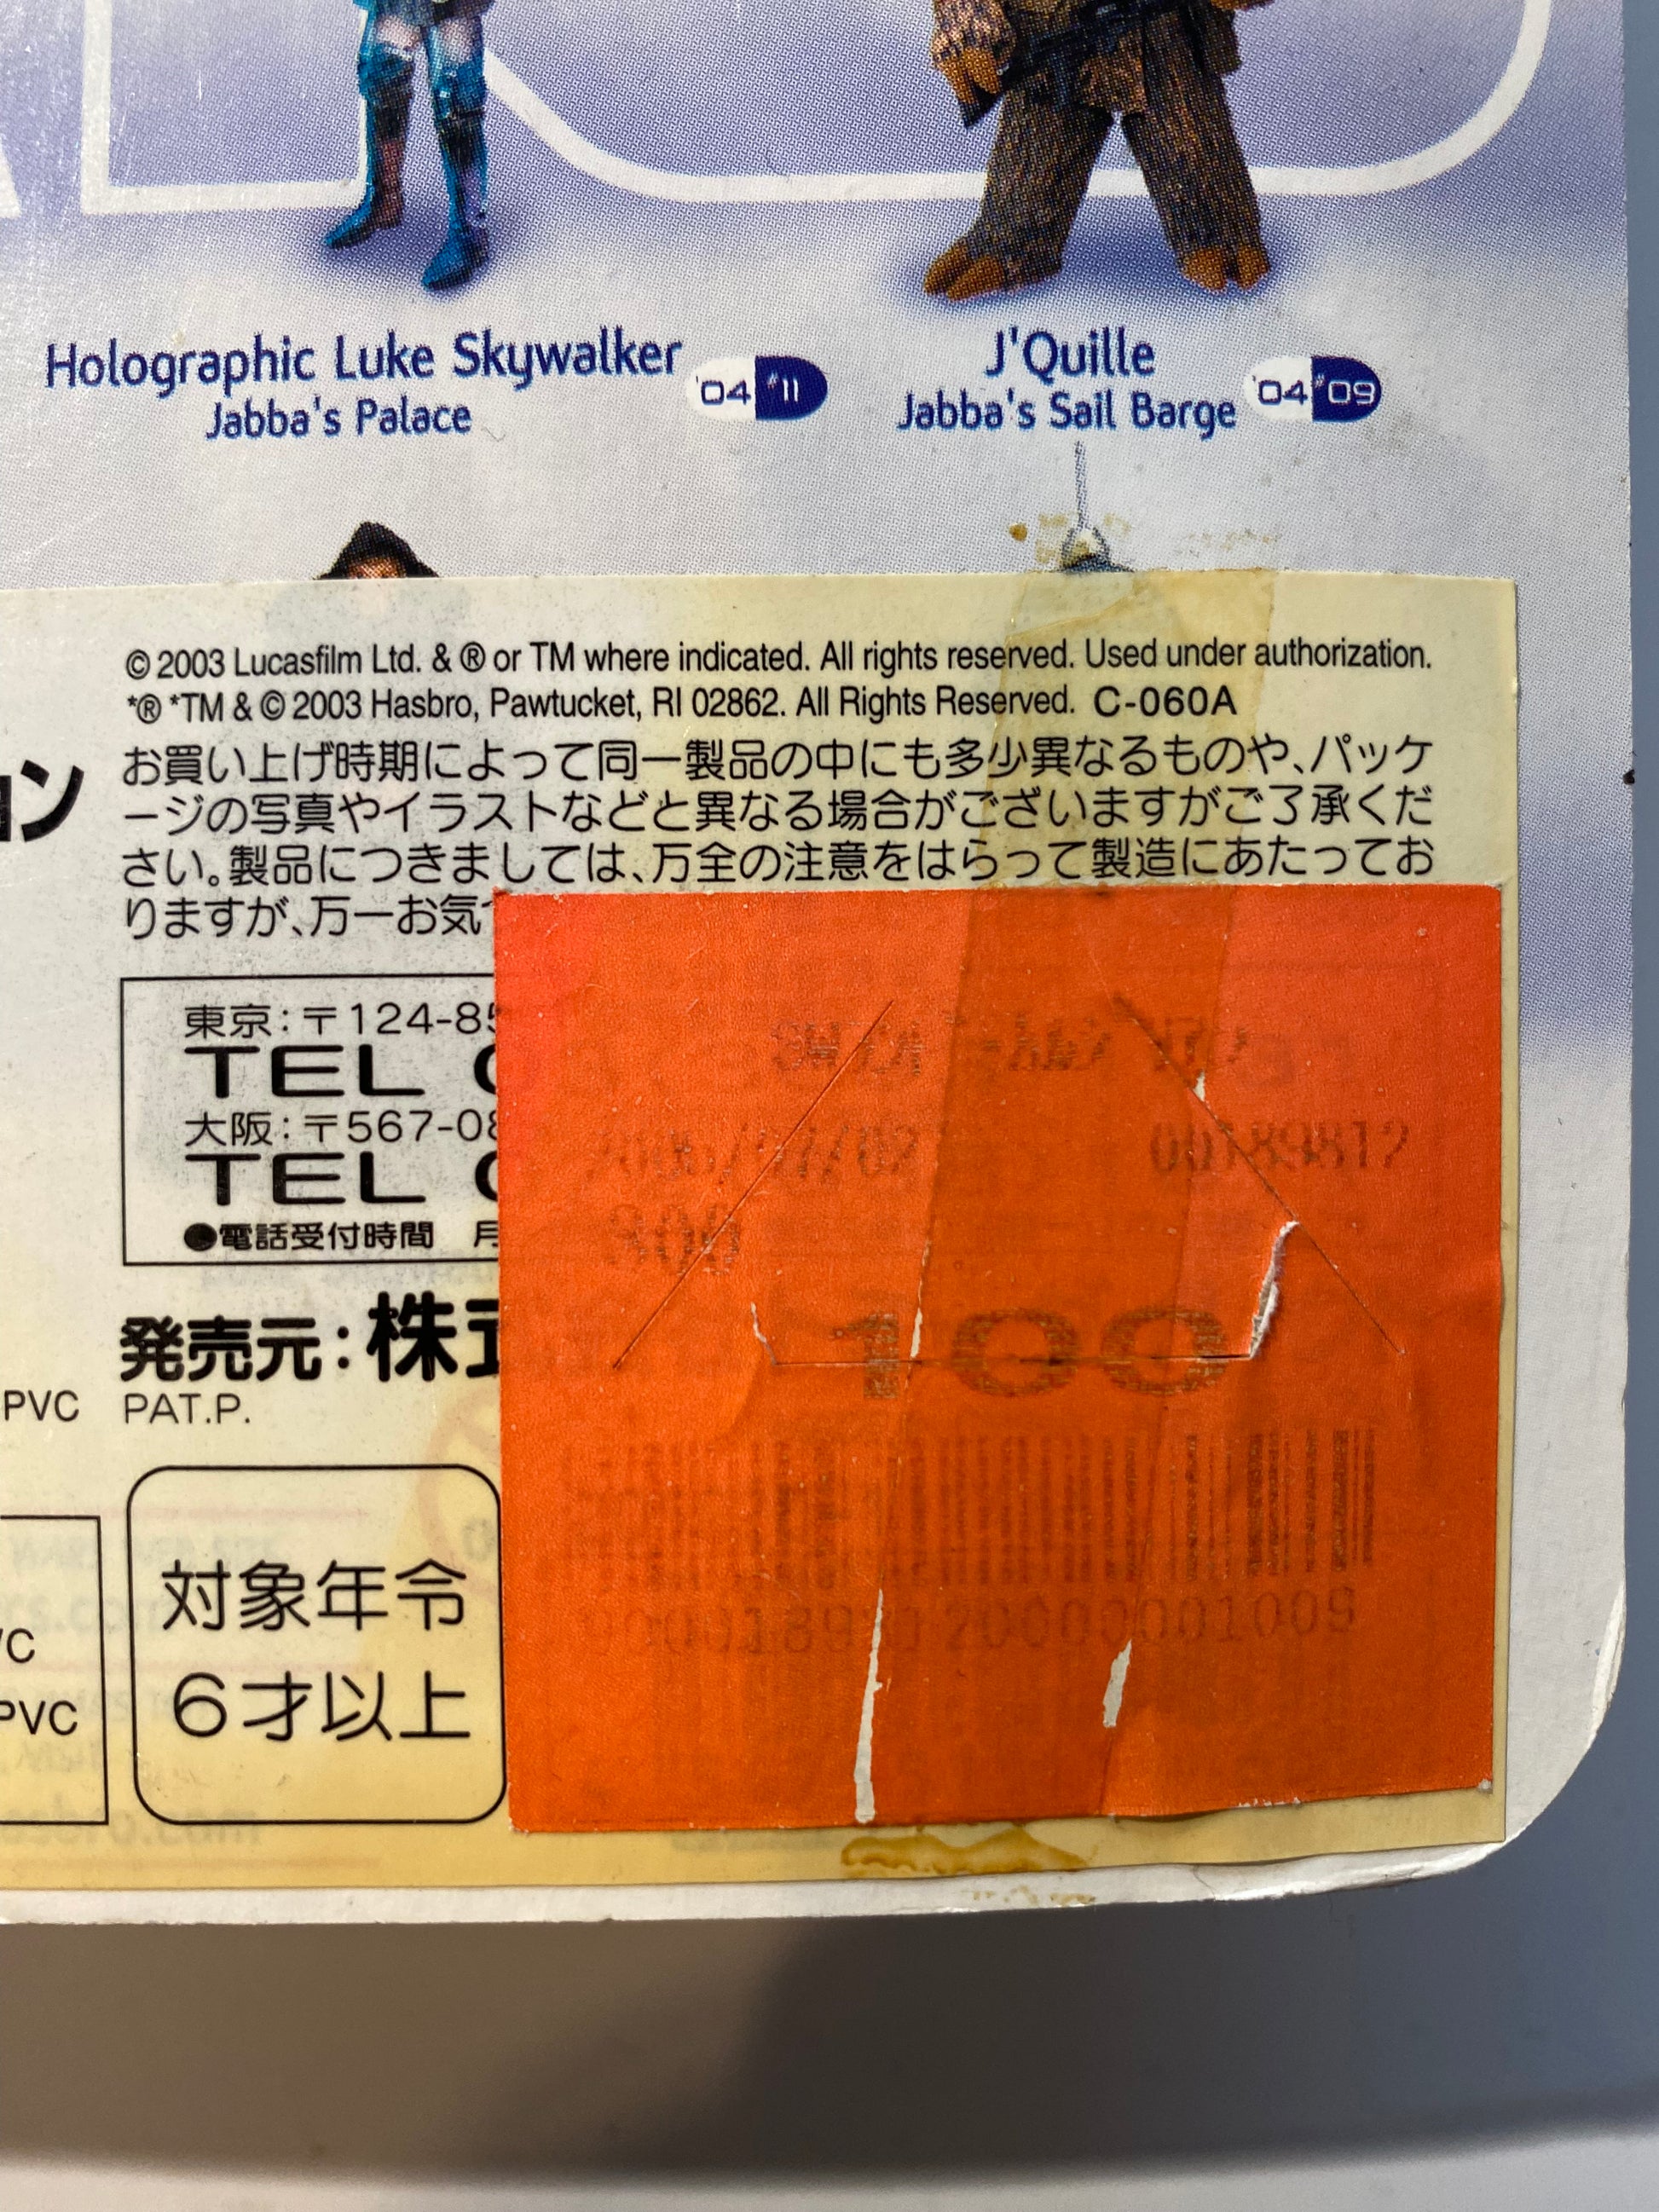 Holographic Luke Skywalker
Jabba's Palace
'04 #11
J'Quille
Jabba's Sail Barge
'04 #09
©2003 Lucasfilm Ltd. & ® or TM where indicated. All rights reserved. Used under authorization.
*® *TM & © 2003 Hasbro, Pawtucket, RI 02862. All Rights Reserved. C-060A
お買い上げ時期によって同一製品の中にも多少異なるものや、パッケ
ージの写真やイラストなどと異なる場合がございますがご了承くだ
さい。製品につきましては、万全の注意をはらって製造にあたってお
りますが、万一お気
ョン
東京:〒124-85
TEL 0
大阪:〒567-08
TEL 0
●電話受付時間 月
発売元:株式
PVC
PAT.P.
対象年令
6才以上
VC
PVC
00189812
100